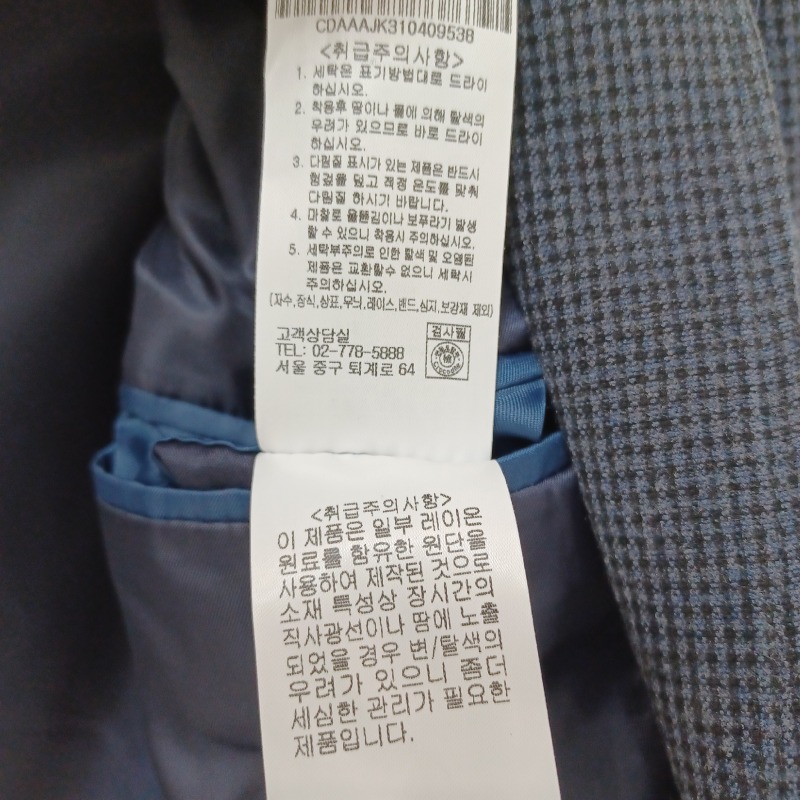 CDAAAJK310409538
<취급주의사항>
1. 세탁은 표기방법대로 드라이
하십시오.
2. 착용후 땀이나 물에 의해 탈색의
우려가 있으므로 바로 드라이
하십시오.
3. 다림질 표시가 있는 제품은 반드시
헝겊을 덮고 적정 온도를 맞춰
다림질 하시기 바랍니다.
4. 마찰로 올뜯김이나 보푸라기 발생
할 수 있으니 착용시 주의하십시오.
5. 세탁부주의로 인한 탈색 및 오염된
제품은 교환할수 없으니 세탁시
주의하십시오.
(자수,장식,상표,무늬,레이스,밴드,심지,보강재 제외)
고객상담실
TEL: 02-778-5888
서울 중구 퇴계로 64
검사필
<취급주의사항>
이 제품은 일부 레이온
원료를 함유한 원단을
사용하여 제작된 것으로
소재 특성상 장시간의
직사광선이나 땀에 노출
되었을 경우 변/탈색의
우려가 있으니 좀더
세심한 관리가 필요한
제품입니다.